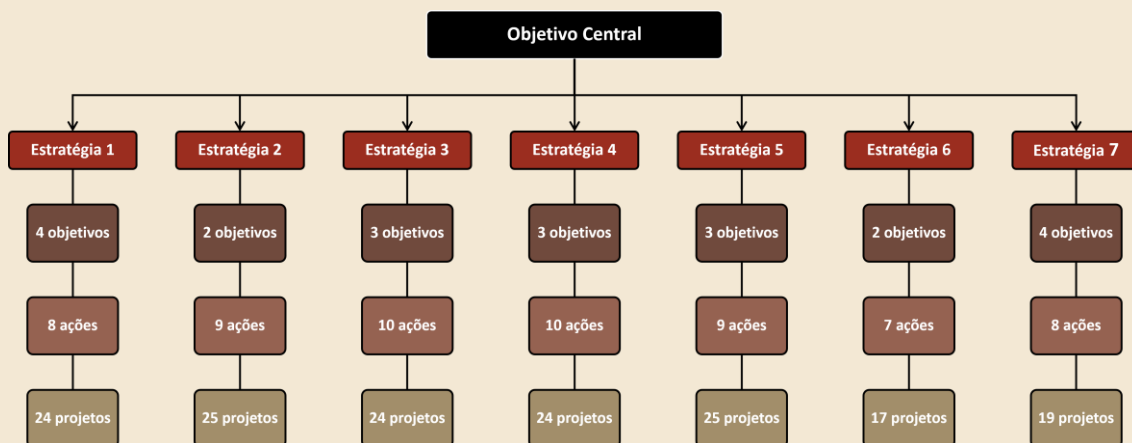 Objetivo Central
Estratégia 1
Estratégia 2
Estratégia 3
Estratégia 4
Estratégia 5
Estratégia 6
Estratégia 7
4 objetivos
2 objetivos
3 objetivos
3 objetivos
3 objetivos
2 objetivos
4 objetivos
8 ações
9 ações
10 ações
10 ações
9 ações
7 ações
8 ações
24 projetos
25 projetos
24 projetos
24 projetos
25 projetos
17 projetos
19 projetos